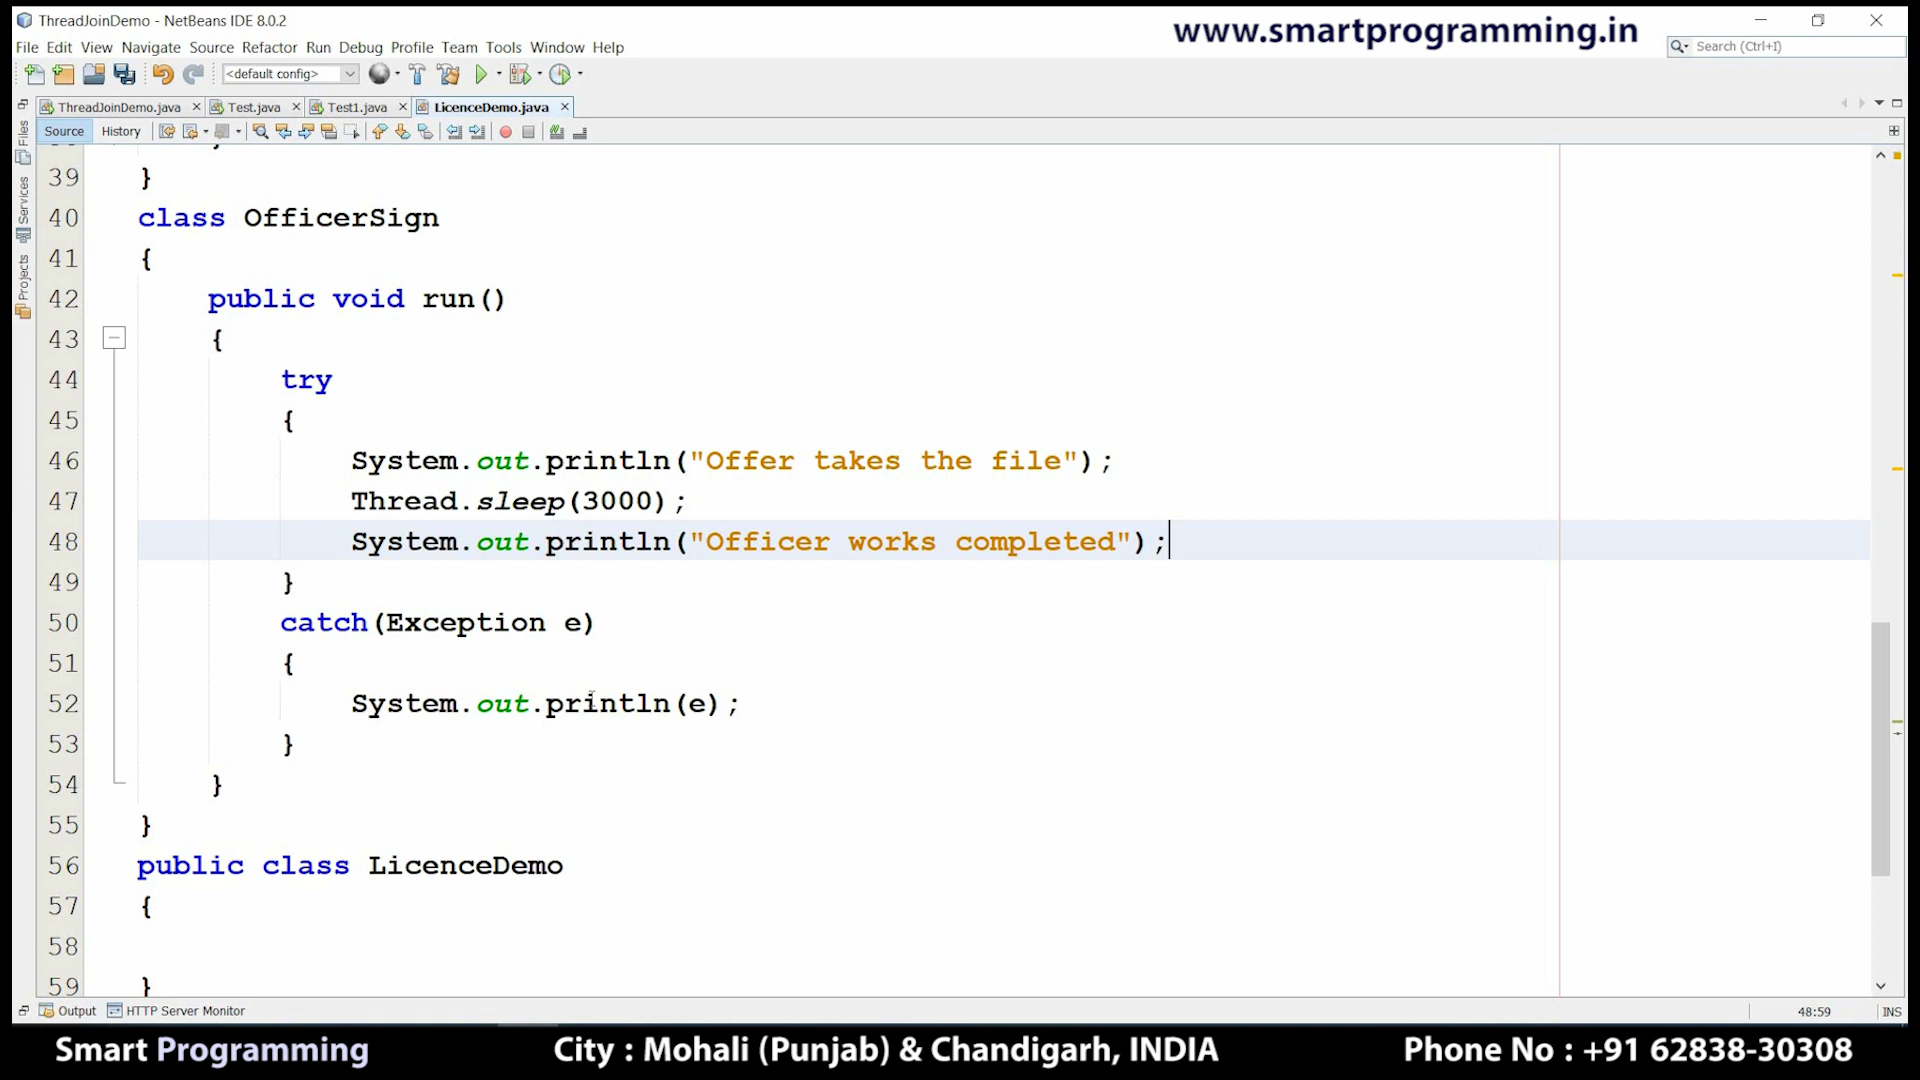 ThreadJoinDemo - NetBeans IDE 8.0.2
www.smartprogramming.in
File Edit View Navigate Source Refactor Run Debug Profile Team Tools Window Help
Search (Ctrl+I)
<default config>
ThreadJoinDemo.java Test.java Test1.java LicenceDemo.java
Source History
Files
Services
Projects
39 }
40 class OfficerSign
41 {
42 public void run()
43 {
44 try
45 {
46 System.out.println("Offer takes the file");
47 Thread.sleep(3000);
48 System.out.println("Officer works completed");
49 }
50 catch(Exception e)
51 {
52 System.out.println(e);
53 }
54 }
55 }
56 public class LicenceDemo
57 {
58
59 }
Output HTTP Server Monitor
48:59 INS
Smart Programming City : Mohali (Punjab) & Chandigarh, INDIA Phone No : +91 62838-30308